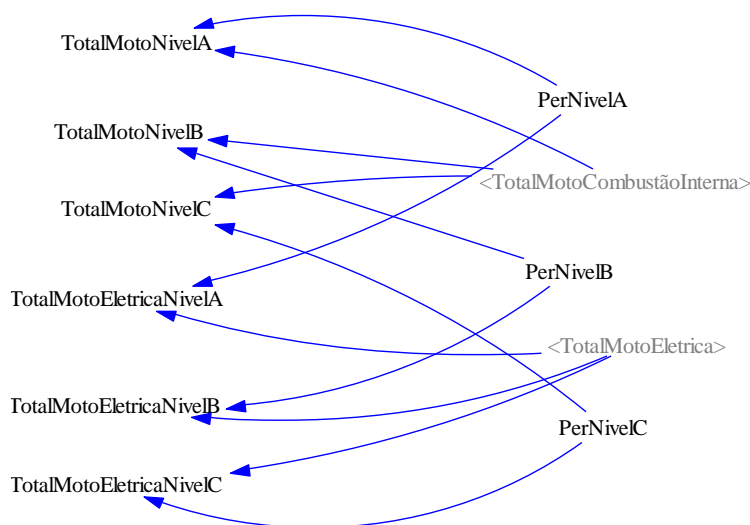 TotalMotoNivelA
PerNivelA
TotalMotoNivelB
<TotalMotoCombustãoInterna>
TotalMotoNivelC
PerNivelB
TotalMotoEletricaNivelA
<TotalMotoEletrica>
TotalMotoEletricaNivelB
PerNivelC
TotalMotoEletricaNivelC